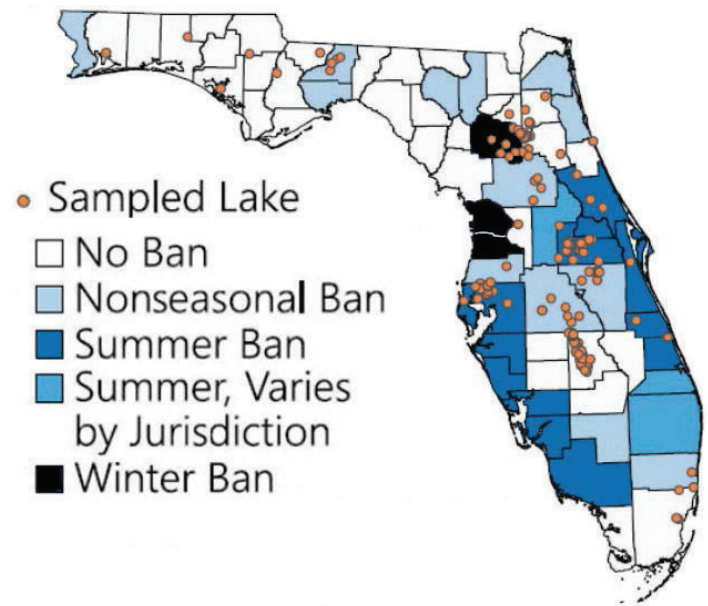 Sampled Lake
No Ban
Nonseasonal Ban
Summer Ban
Summer, Varies
by Jurisdiction
Winter Ban